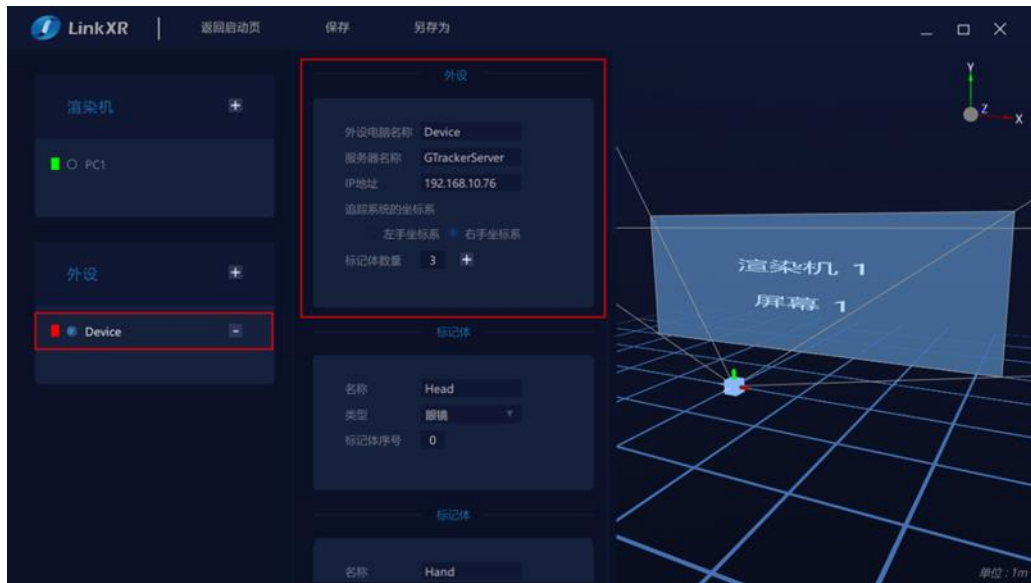 LinkXR 返回启动页 保存 另存为
渲染机
PC1
外设
Device
外设
外设电脑名称 Device
服务器名称 GTrackerServer
IP地址 192.168.10.76
追踪系统的坐标系
左手坐标系 右手坐标系
标记体数量 3
标记体
名称 Head
类型 眼镜
标记体序号 0
标记体
名称 Hand
Y
Z
X
渲染机 1
屏幕 1
单位 : 1m